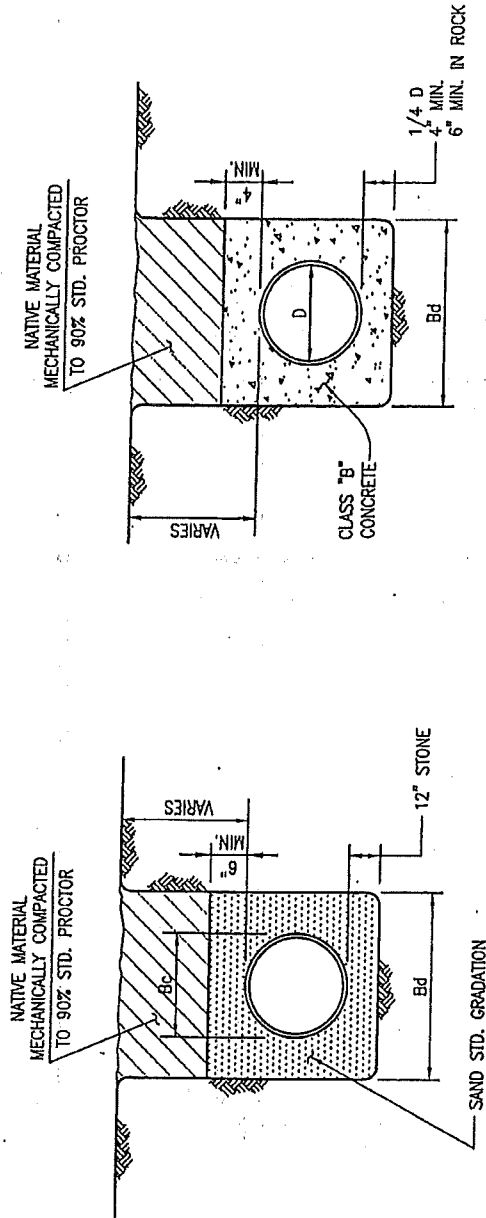 NATIVE MATERIAL
MECHANICALLY COMPACTED
TO 90% STD. PROCTOR
VARIES
6"
MIN.
Bc
Bd
12" STONE
SAND STD. GRADATION
NATIVE MATERIAL
MECHANICALLY COMPACTED
TO 90% STD. PROCTOR
VARIES
4"
MIN.
D
CLASS "B"
CONCRETE
Bd
1/4 D
4" MIN.
6" MIN. IN ROCK